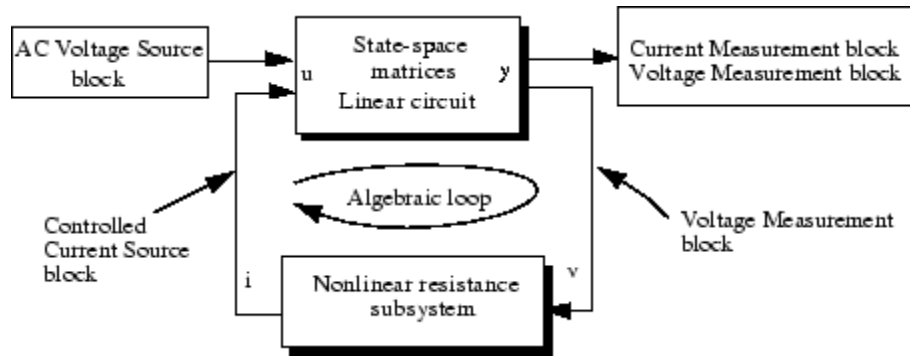 AC Voltage Source
block
u
State-space
matrices
Linear circuit
y
Current Measurement block
Voltage Measurement block
Algebraic loop
Controlled
Current Source
block
Voltage Measurement
block
i
Nonlinear resistance
subsystem
v